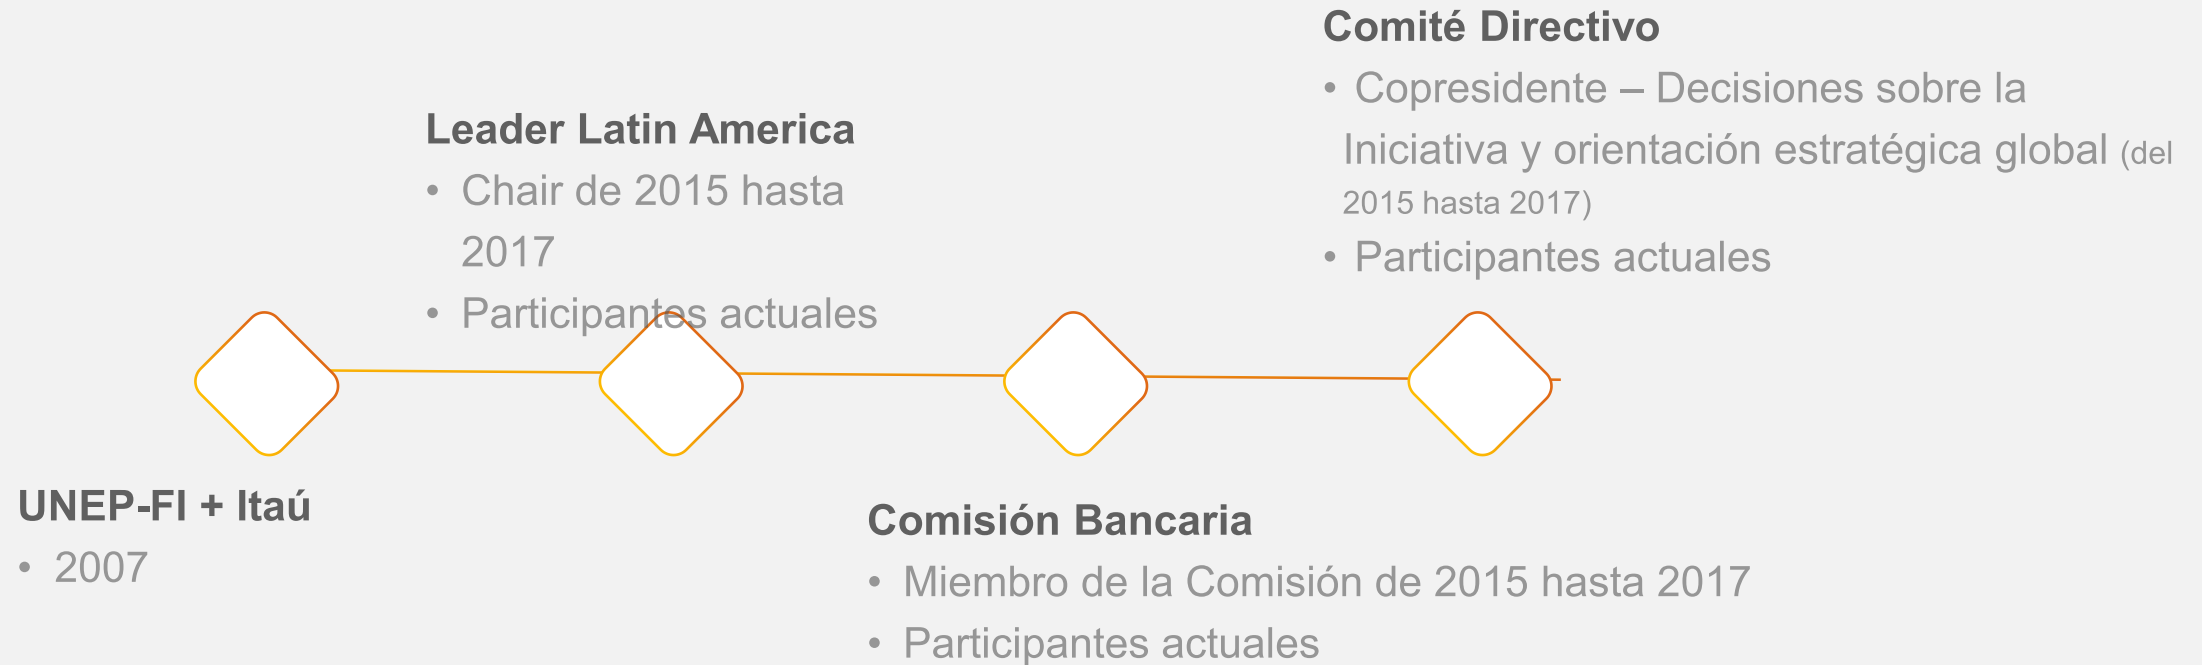 UNEP-FI + Itaú
• 2007
Leader Latin America
• Chair de 2015 hasta
2017
• Participantes actuales
Comisión Bancaria
• Miembro de la Comisión de 2015 hasta 2017
• Participantes actuales
Comité Directivo
• Copresidente – Decisiones sobre la
Iniciativa y orientación estratégica global (del
2015 hasta 2017)
• Participantes actuales